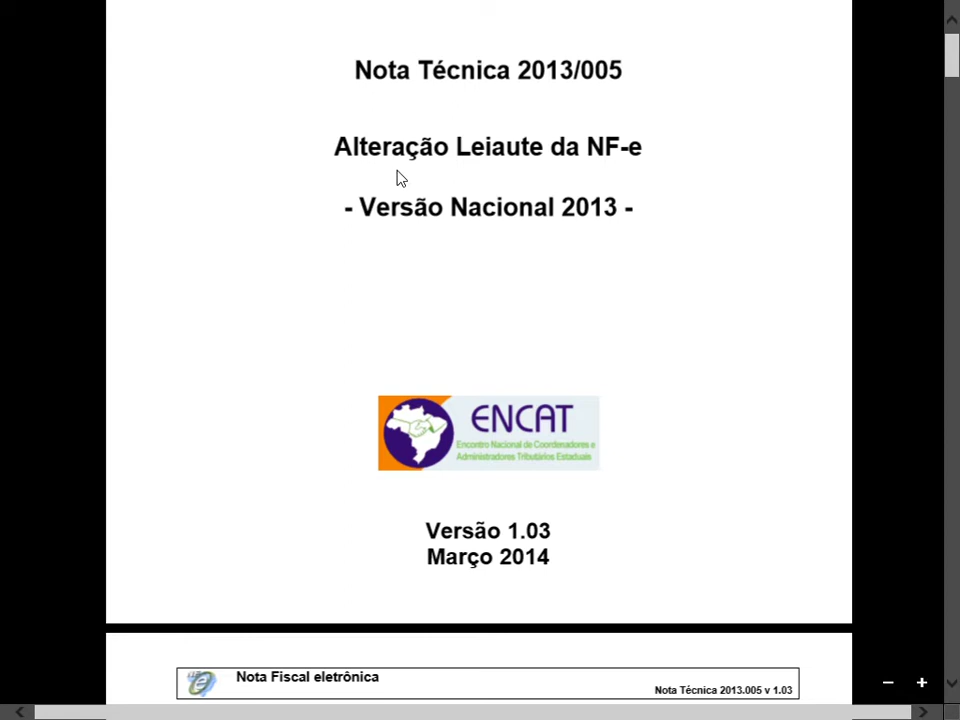 Nota Técnica 2013/005
Alteração Leiaute da NF-e
- Versão Nacional 2013 -
ENCAT
Encontro Nacional de Coordenadores e
Administradores Tributários Estaduais
Versão 1.03
Março 2014
Nota Fiscal eletrônica
Nota Técnica 2013.005 v 1.03